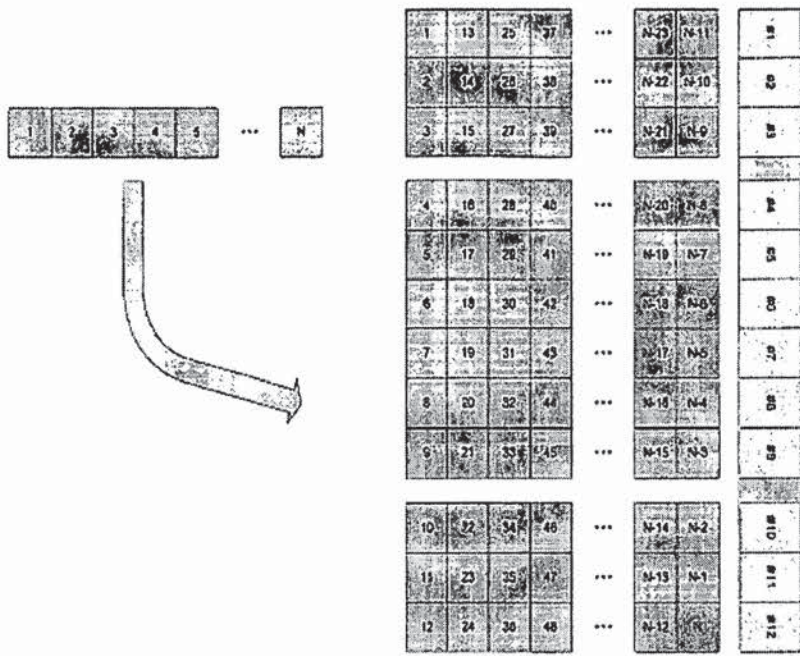 1 13 25 37 ... N-23 N-11 #1
2 14 26 38 ... N-22 N-10 #2
1 2 3 4 5 ... N
3 15 27 39 ... N-21 N-9 #3
4 16 28 40 ... N-20 N-8 #4
5 17 29 41 ... N-19 N-7 #5
6 18 30 42 ... N-18 N-6 #6
7 19 31 43 ... N-17 N-5 #7
8 20 32 44 ... N-16 N-4 #8
9 21 33 45 ... N-15 N-3 #9
10 22 34 46 ... N-14 N-2 #10
11 23 35 47 ... N-13 N-1 #11
12 24 36 48 ... N-12 #12